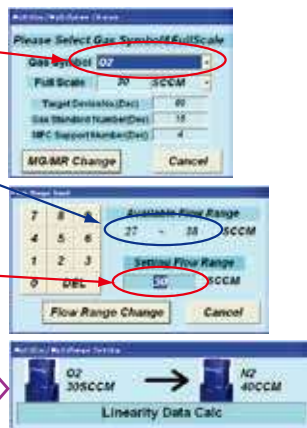 Please Select Gas Symbol&FullScale
Gas Symbol O2
Full Scale 30 SCCM
Target DeviceNo.(Dec)
Gas Standard Number(Dec)
MFC Support Number(Dec) 4
MG/MR Change Cancel
Available Flow Range
7 8 9
27 - 38 SCCM
4 5 6
1 2 3
Setting Flow Range
0 DEL 30 SCCM
Flow Range Change Cancel
O2 N2
30SCCM 40CCM
Linearity Data Calc